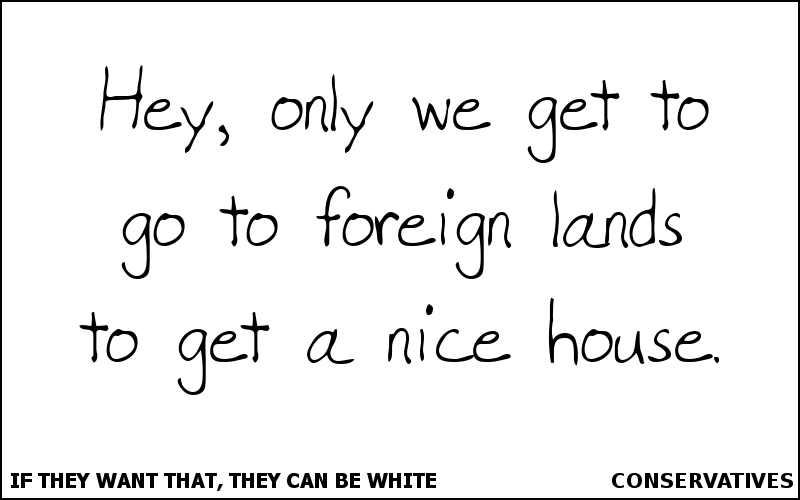 Hey, only we get to
go to foreign lands
to get a nice house.
IF THEY WANT THAT, THEY CAN BE WHITE
CONSERVATIVES